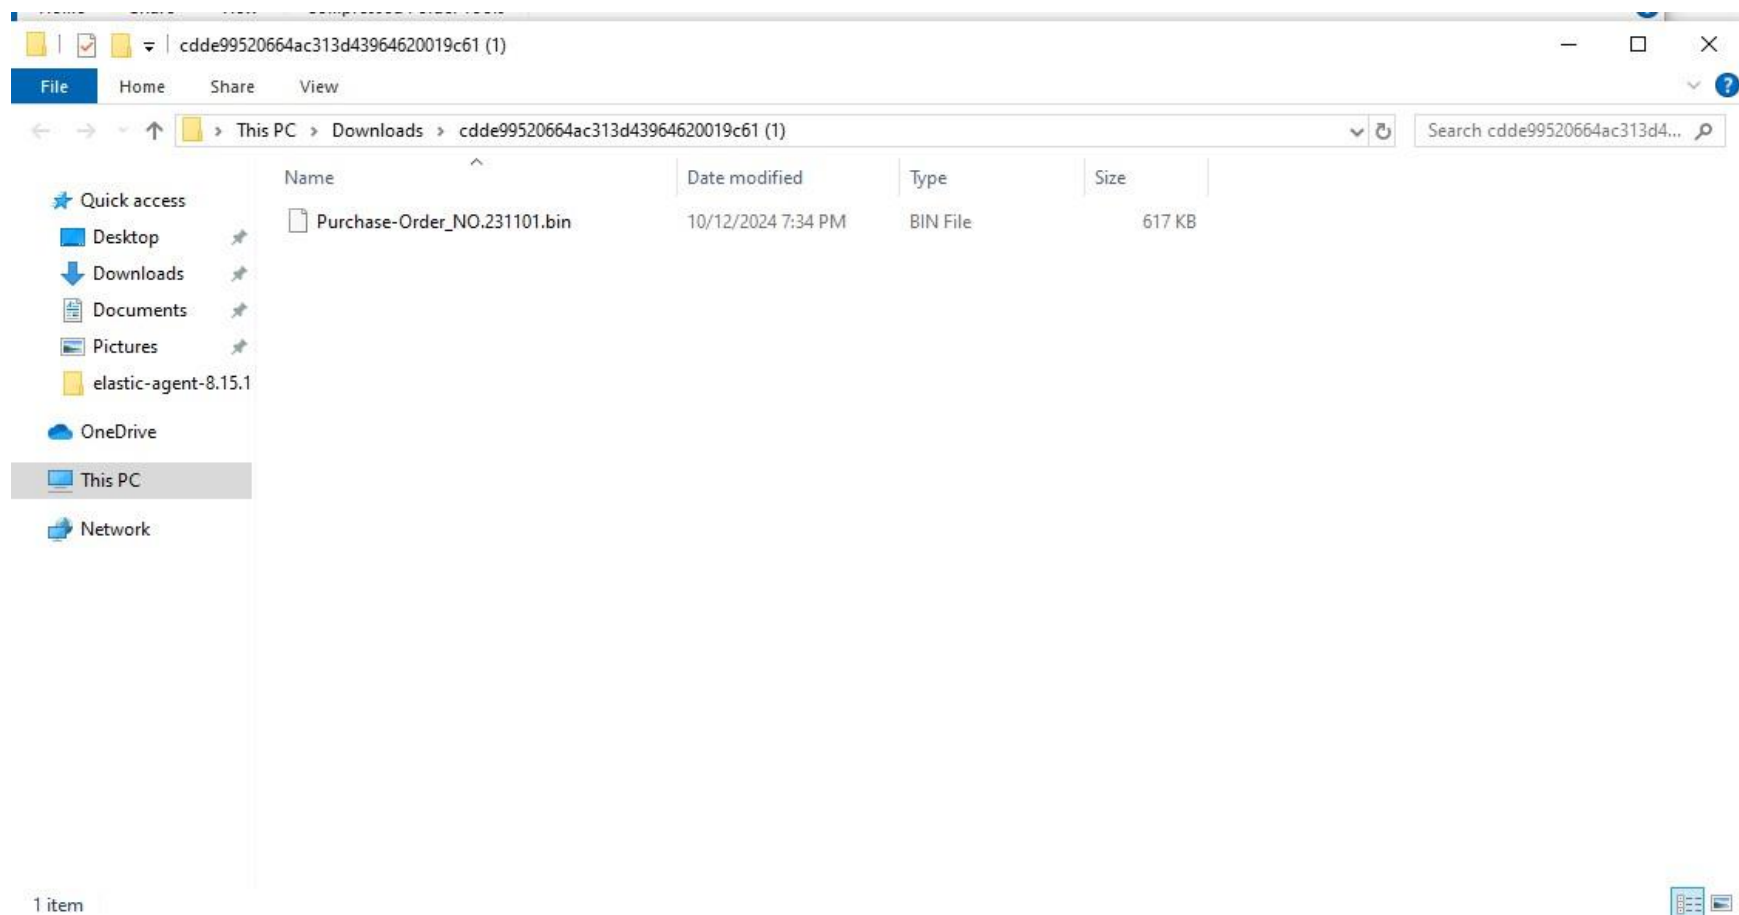 cdde99520664ac313d43964620019c61 (1)
File Home Share View
This PC > Downloads > cdde99520664ac313d43964620019c61 (1)
Search cdde99520664ac313d4...
Name Date modified Type Size
Purchase-Order_NO.231101.bin 10/12/2024 7:34 PM BIN File 617 KB
Quick access
Desktop
Downloads
Documents
Pictures
elastic-agent-8.15.1
OneDrive
This PC
Network
1 item